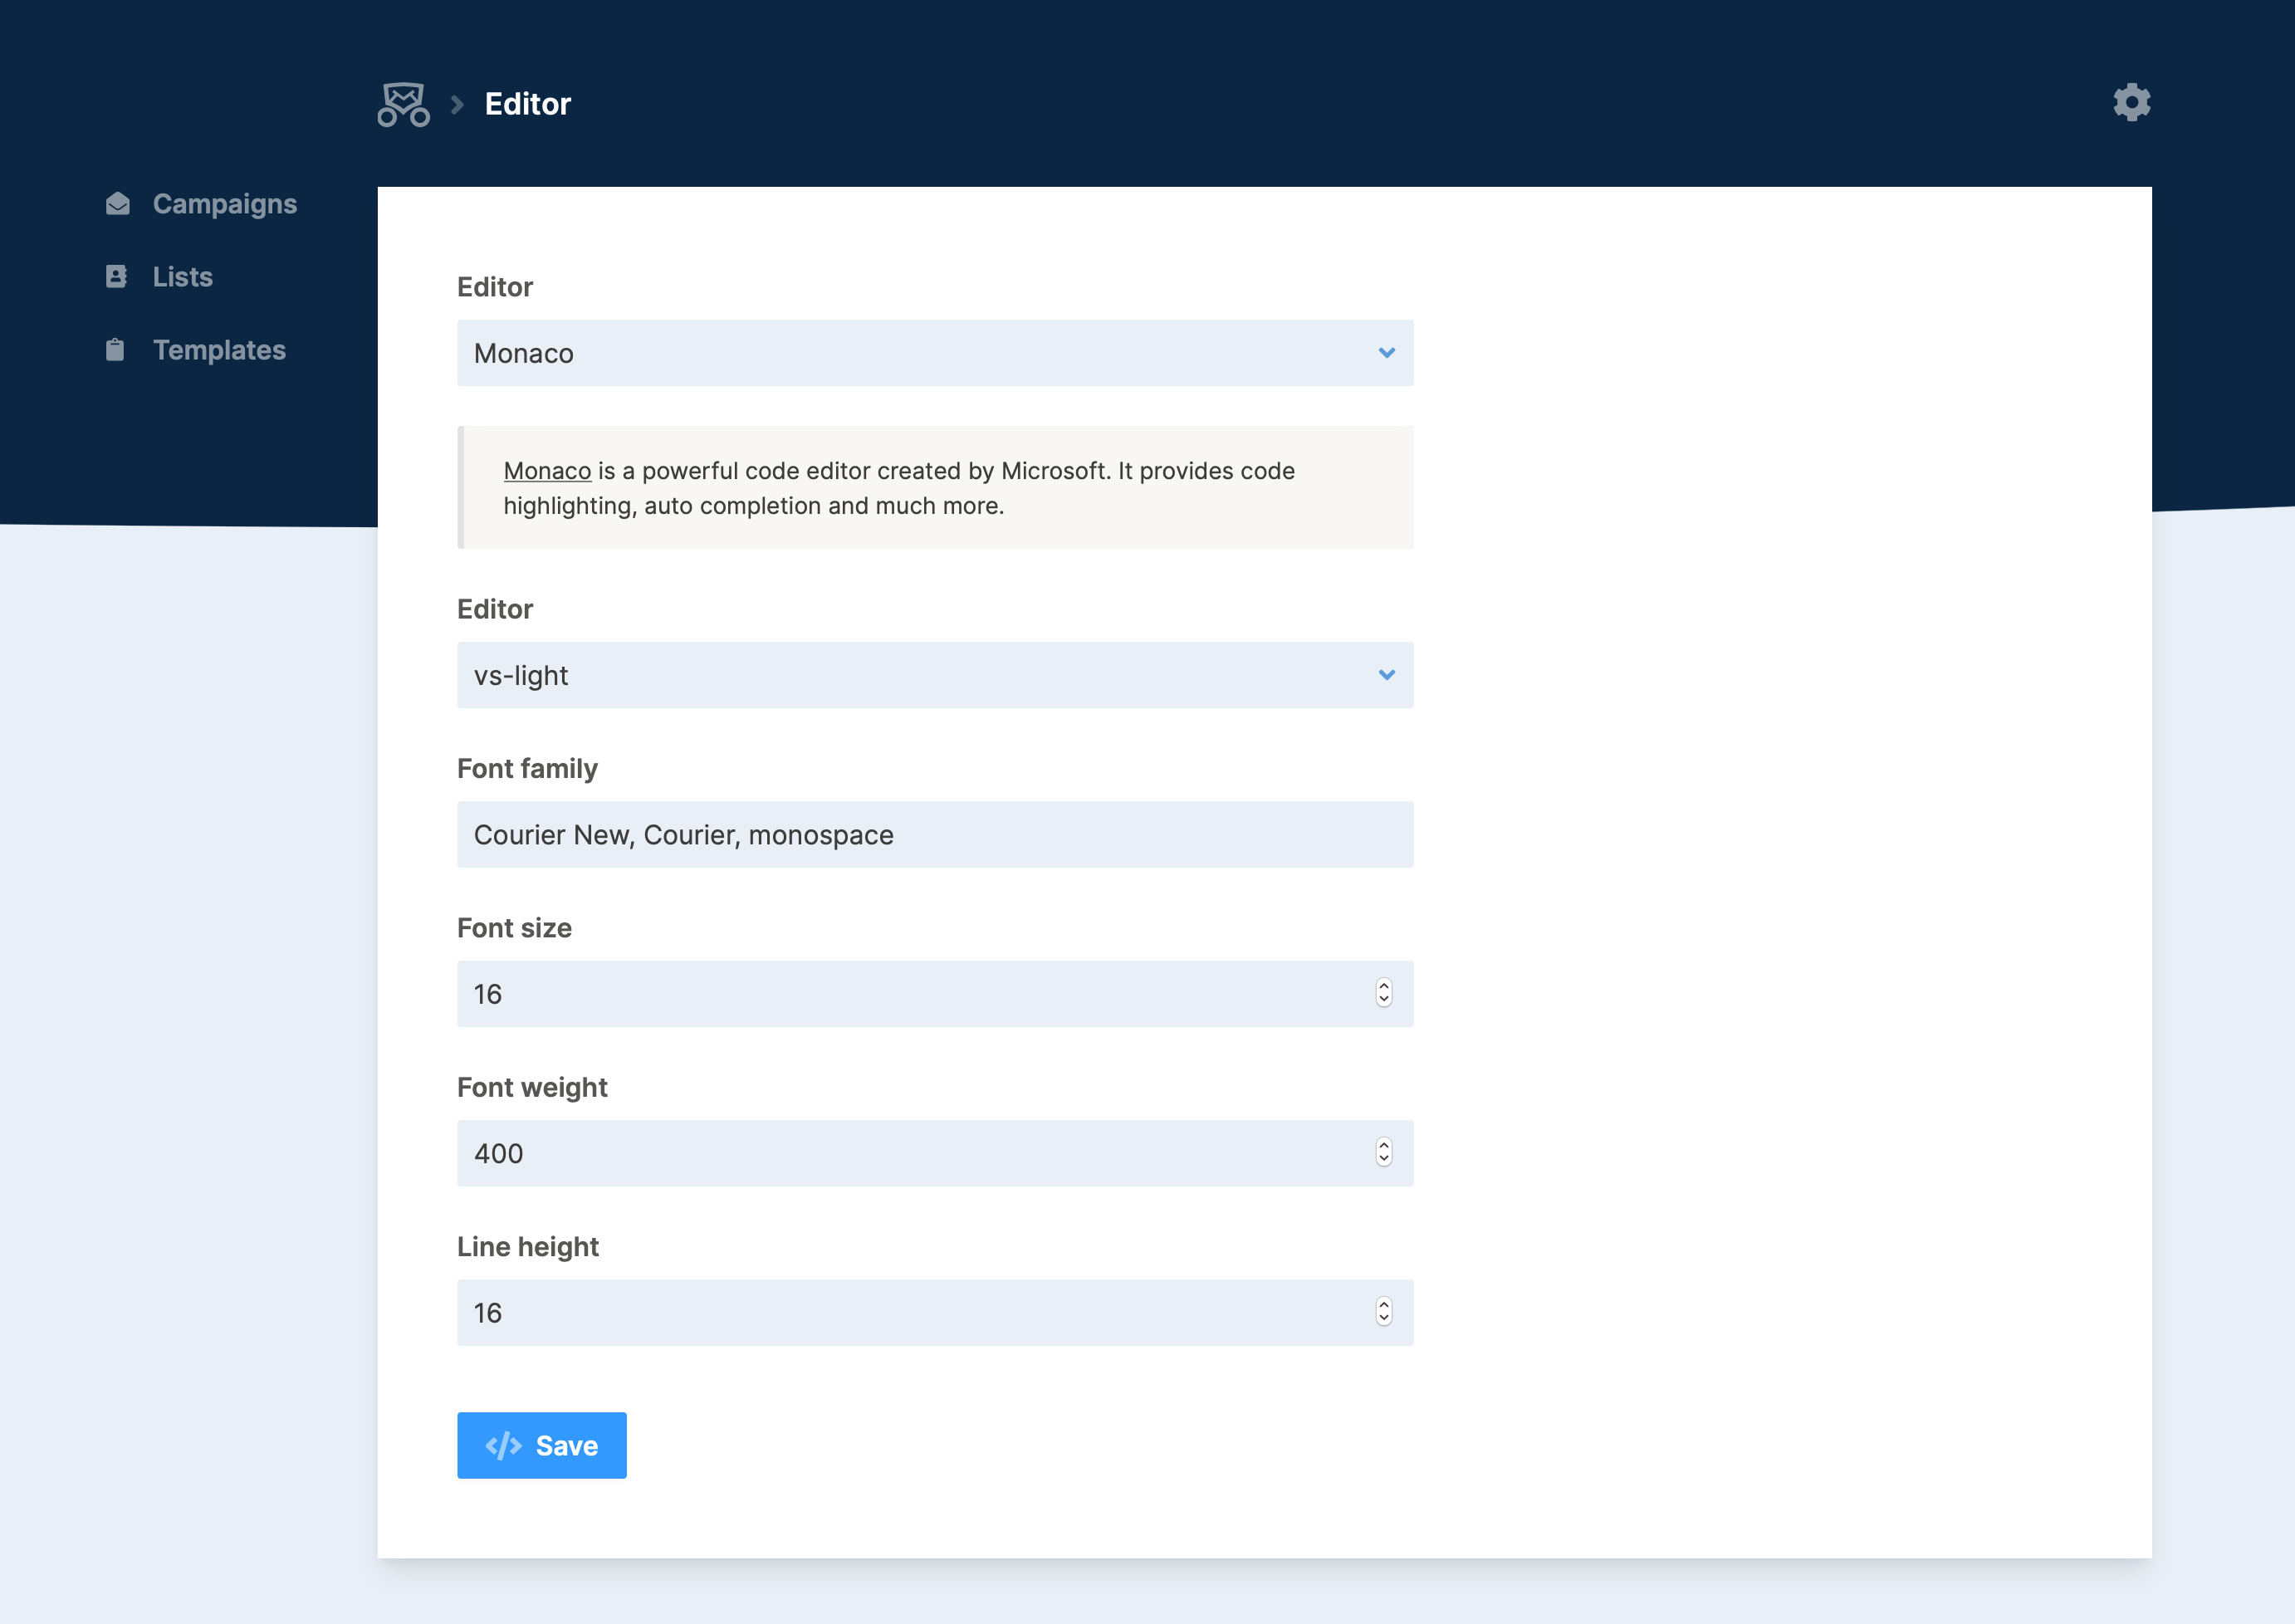 Editor
Campaigns
Lists
Templates
Editor
Monaco
Monaco is a powerful code editor created by Microsoft. It provides code
highlighting, auto completion and much more.
Editor
vs-light
Font family
Courier New, Courier, monospace
Font size
16
Font weight
400
Line height
16
</> Save